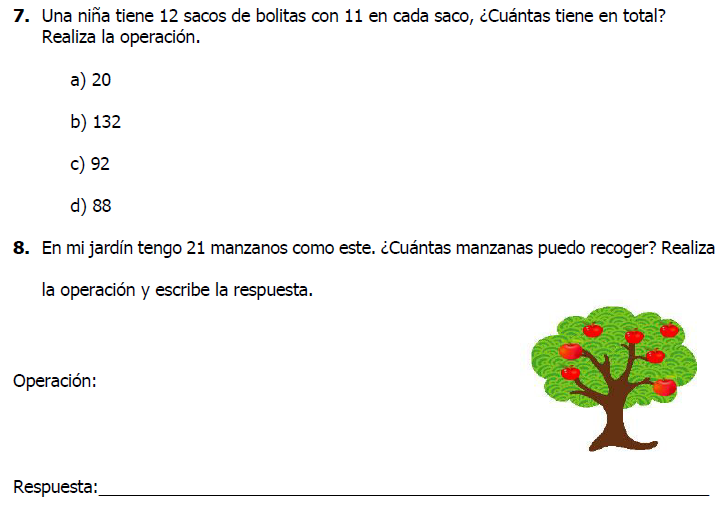 7. Una niña tiene 12 sacos de bolitas con 11 en cada saco, ¿Cuántas tiene en total?
Realiza la operación.
a) 20
b) 132
c) 92
d) 88
8. En mi jardín tengo 21 manzanos como este. ¿Cuántas manzanas puedo recoger? Realiza
la operación y escribe la respuesta.
Operación:
Respuesta: